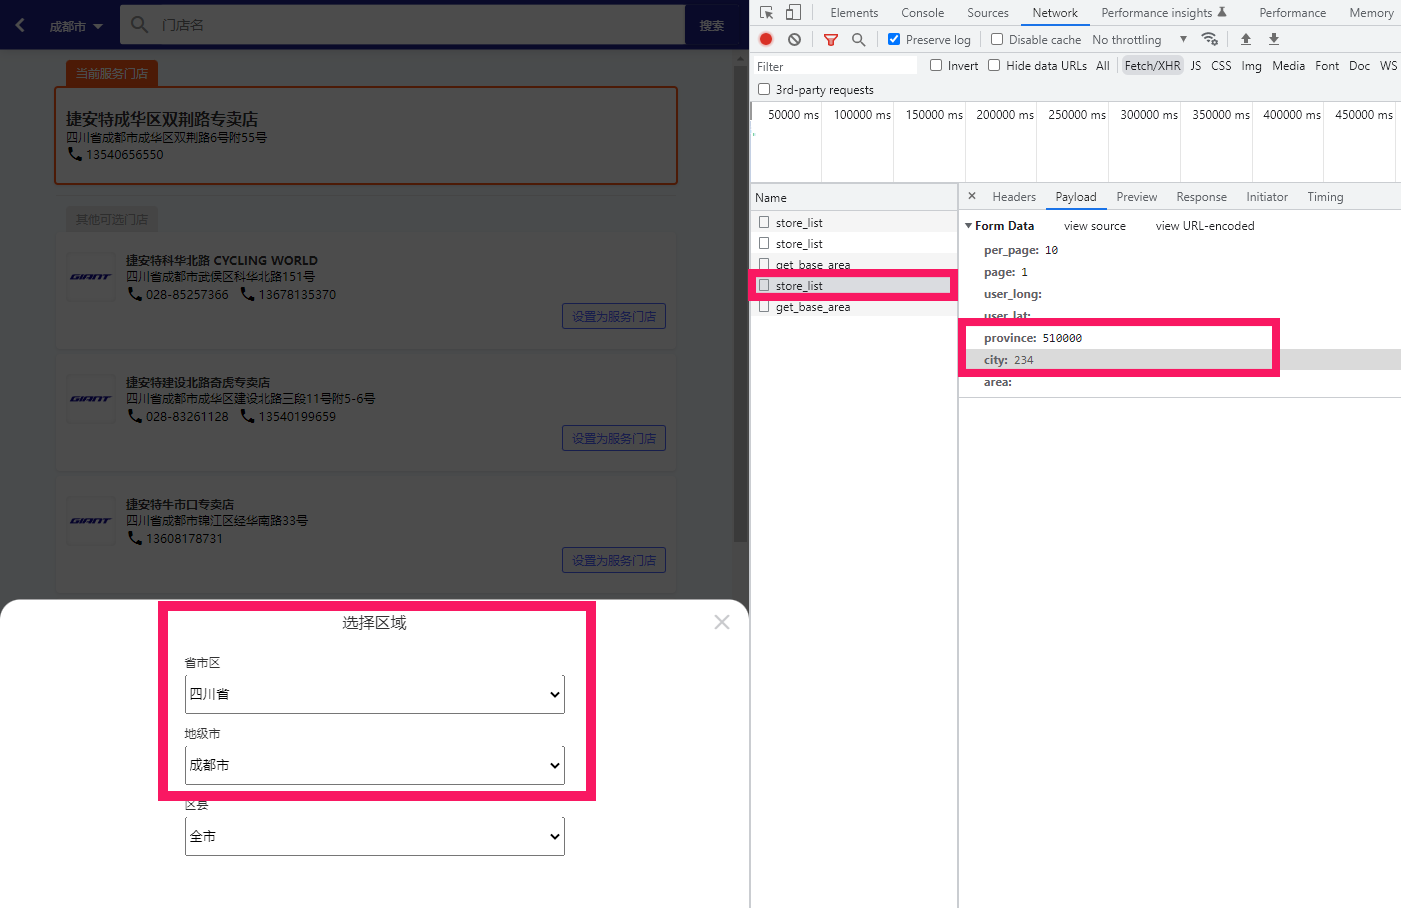 成都市
门店名
搜索
当前服务门店
捷安特成华区双荆路专卖店
四川省成都市成华区双荆路6号附55号
13540656550
其他可选门店
GIANT
捷安特科华北路 CYCLING WORLD
四川省成都市武侯区科华北路151号
028-85257366 13678135370
设置为服务门店
GIANT
捷安特建设北路奇虎专卖店
四川省成都市成华区建设北路三段11号附5-6号
028-83261128 13540199659
设置为服务门店
GIANT
捷安特牛市口专卖店
四川省成都市锦江区经华南路33号
13608178731
设置为服务门店
选择区域
省市区
四川省
地级市
成都市
区县
全市
Elements Console Sources Network Performance insights Performance Memory
Preserve log Disable cache No throttling
Filter Invert Hide data URLs All Fetch/XHR JS CSS Img Media Font Doc WS
3rd-party requests
50000 ms 100000 ms 150000 ms 200000 ms 250000 ms 300000 ms 350000 ms 400000 ms 450000 ms
Name
store_list
store_list
get_base_area
store_list
get_base_area
Headers Payload Preview Response Initiator Timing
Form Data view source view URL-encoded
per_page: 10
page: 1
user_long:
user_lat:
province: 510000
city: 234
area: